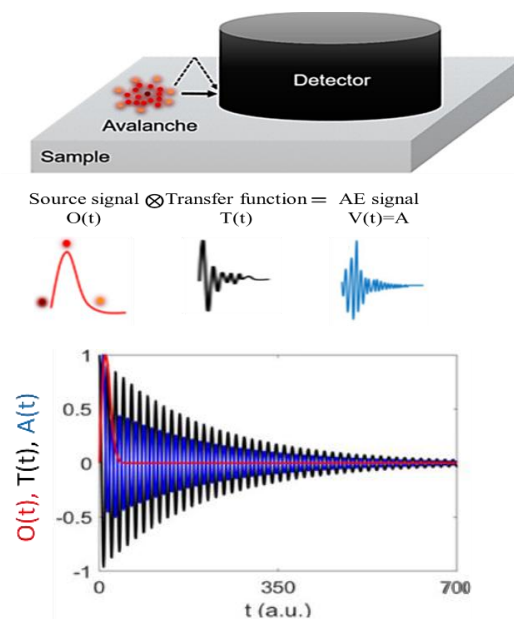 Detector
Avalanche
Sample
Source signal ⊗ Transfer function = AE signal
O(t) T(t) V(t)=A
O(t), T(t), A(t)
1
0.5
0
-0.5
-1
0 350 700
t (a.u.)